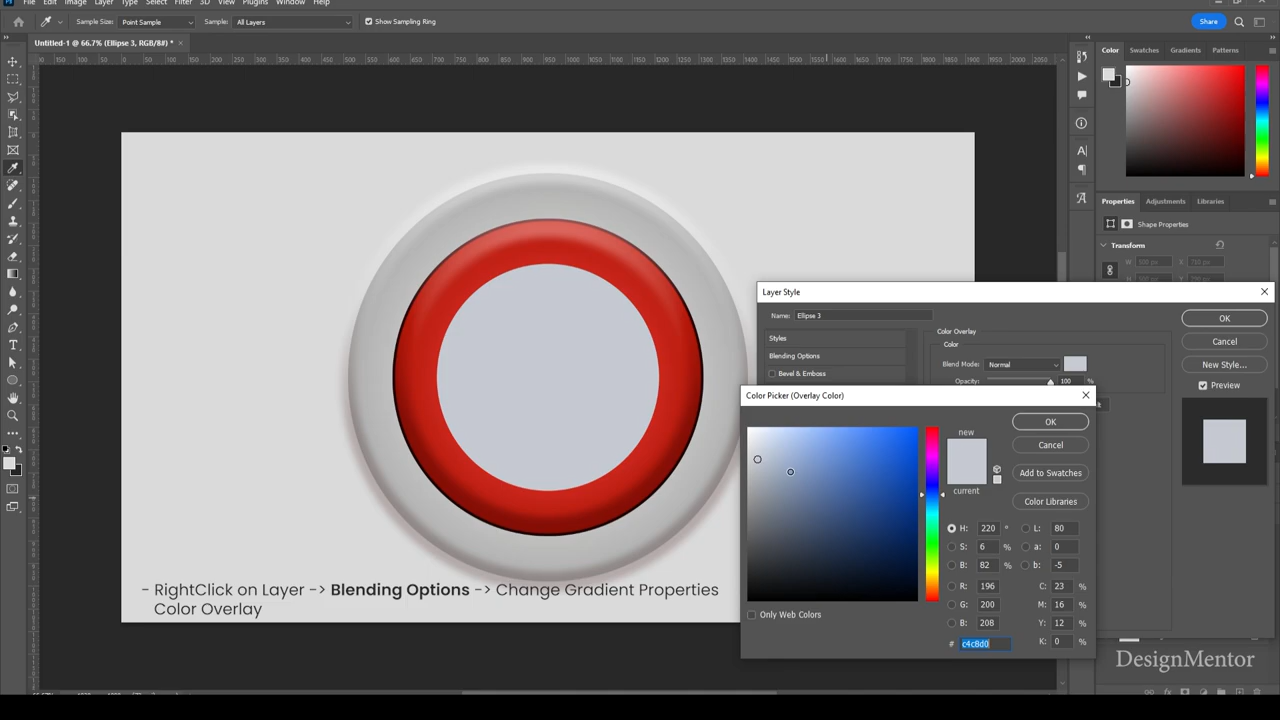 File Edit Image Layer Type Select Filter 3D View Plugins Window Help
Sample Size: Point Sample Sample: All Layers Show Sampling Ring Share
Untitled-1 @ 66.7% (Ellipse 3, RGB/8#) * ×
Color Swatches Gradients Patterns
Properties Adjustments Libraries
Shape Properties
Transform
Layer Style
Name: Ellipse 3
Styles
Blending Options
Bevel & Emboss
Color Overlay
Color
Blend Mode: Normal
Opacity: 100 %
OK
Cancel
New Style...
Preview
Color Picker (Overlay Color)
new
current
OK
Cancel
Add to Swatches
Color Libraries
H: 220 ° L: 80
S: 6 % a: 0
B: 82 % b: -5
R: 196 C: 23 %
G: 200 M: 16 %
B: 208 Y: 12 %
# c4c8d0 K: 0 %
Only Web Colors
- RightClick on Layer -> Blending Options -> Change Gradient Properties
Color Overlay
DesignMentor